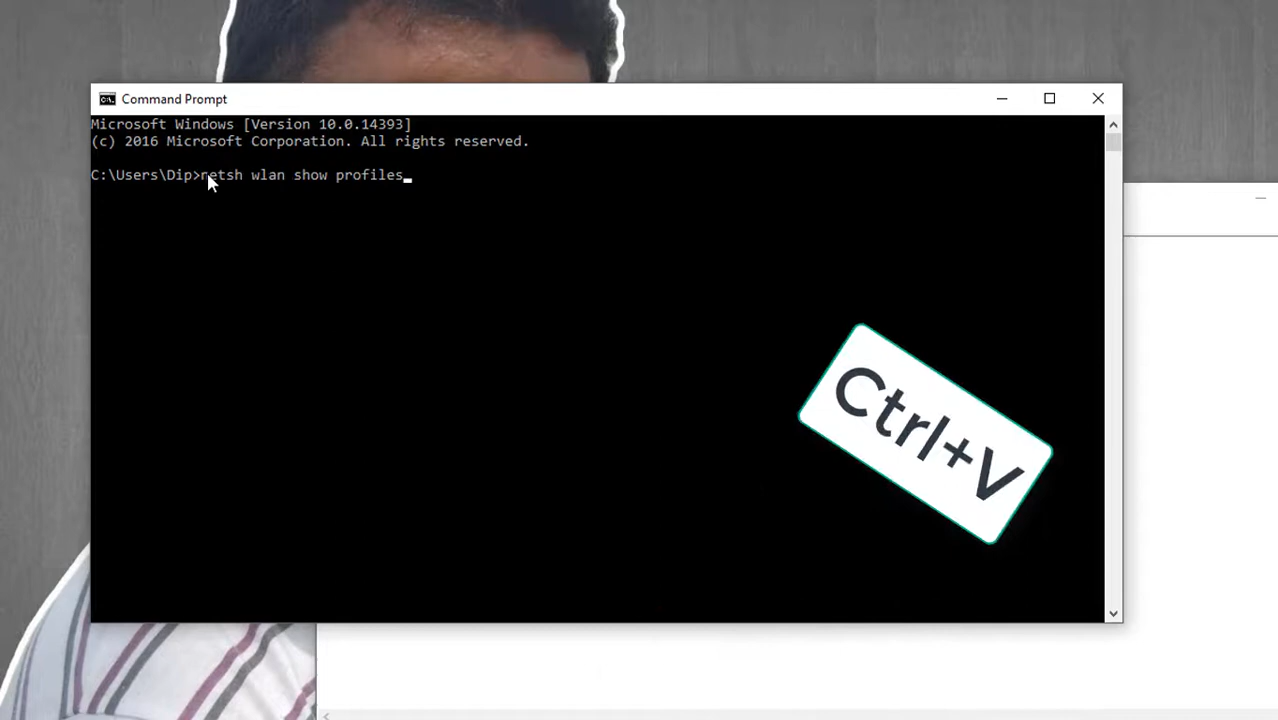 Command Prompt
Microsoft Windows [Version 10.0.14393]
(c) 2016 Microsoft Corporation. All rights reserved.
C:\Users\Dip>netsh wlan show profiles
Ctrl+V